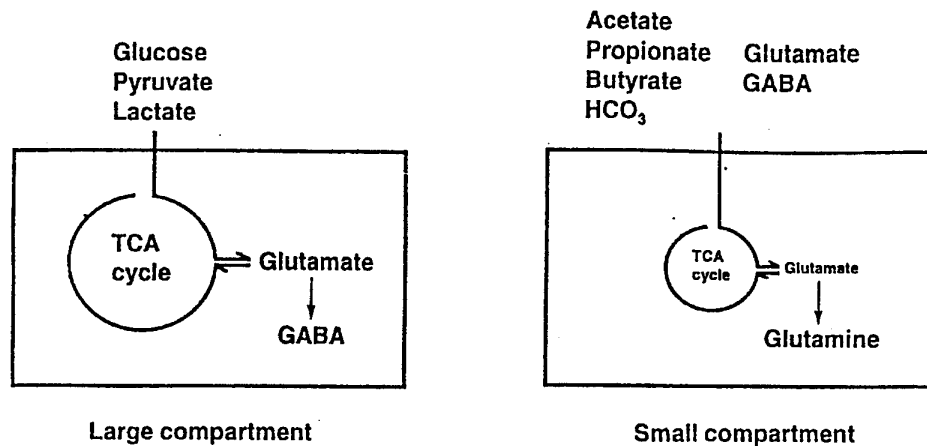 Glucose
Pyruvate
Lactate
TCA
cycle
Glutamate
GABA
Large compartment
Acetate
Propionate Glutamate
Butyrate GABA
HCO₃
TCA
cycle
Glutamate
Glutamine
Small compartment